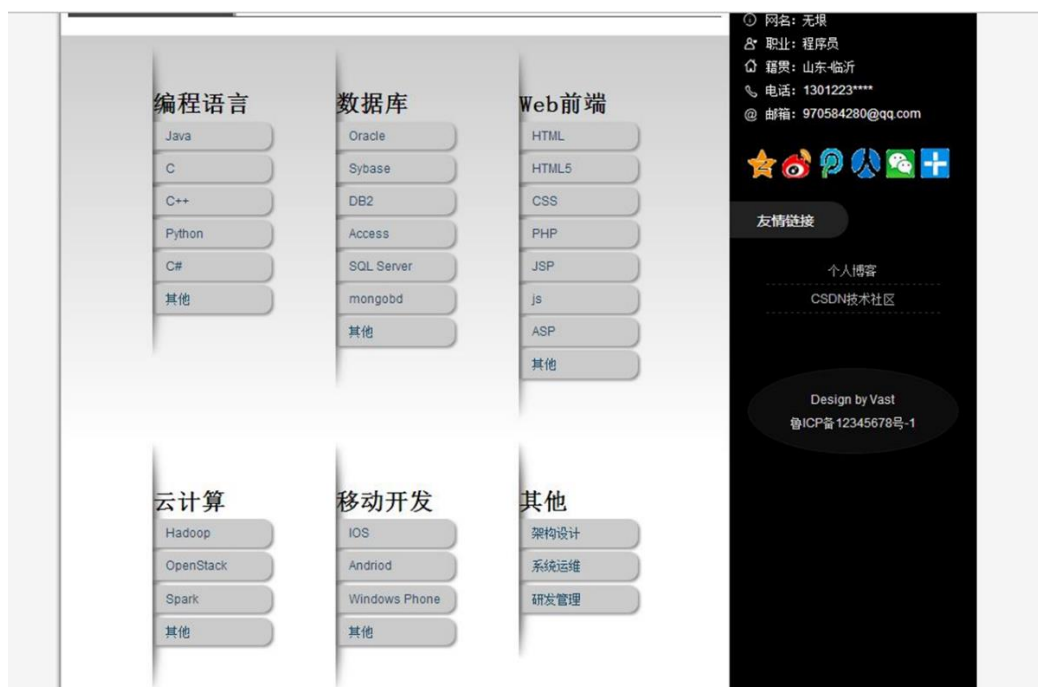 编程语言
Java
C
C++
Python
C#
其他
数据库
Oracle
Sybase
DB2
Access
SQL Server
mongobd
其他
Web前端
HTML
HTML5
CSS
PHP
JSP
js
ASP
其他
云计算
Hadoop
OpenStack
Spark
其他
移动开发
IOS
Andriod
Windows Phone
其他
其他
架构设计
系统运维
研发管理
网名：无垠
职业：程序员
籍贯：山东-临沂
电话：1301223****
邮箱：970584280@qq.com
友情链接
个人博客
CSDN技术社区
Design by Vast
鲁ICP备12345678号-1